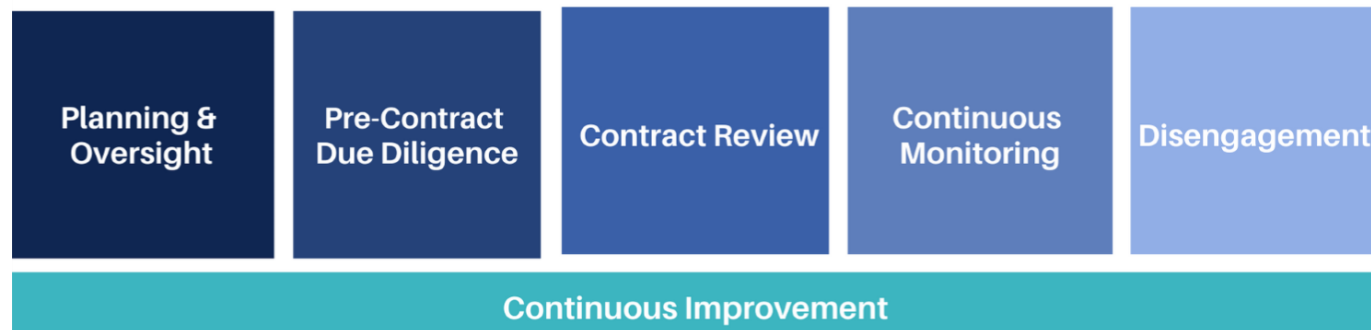 Planning &
Oversight
Pre-Contract
Due Diligence
Contract Review
Continuous
Monitoring
Disengagement
Continuous Improvement